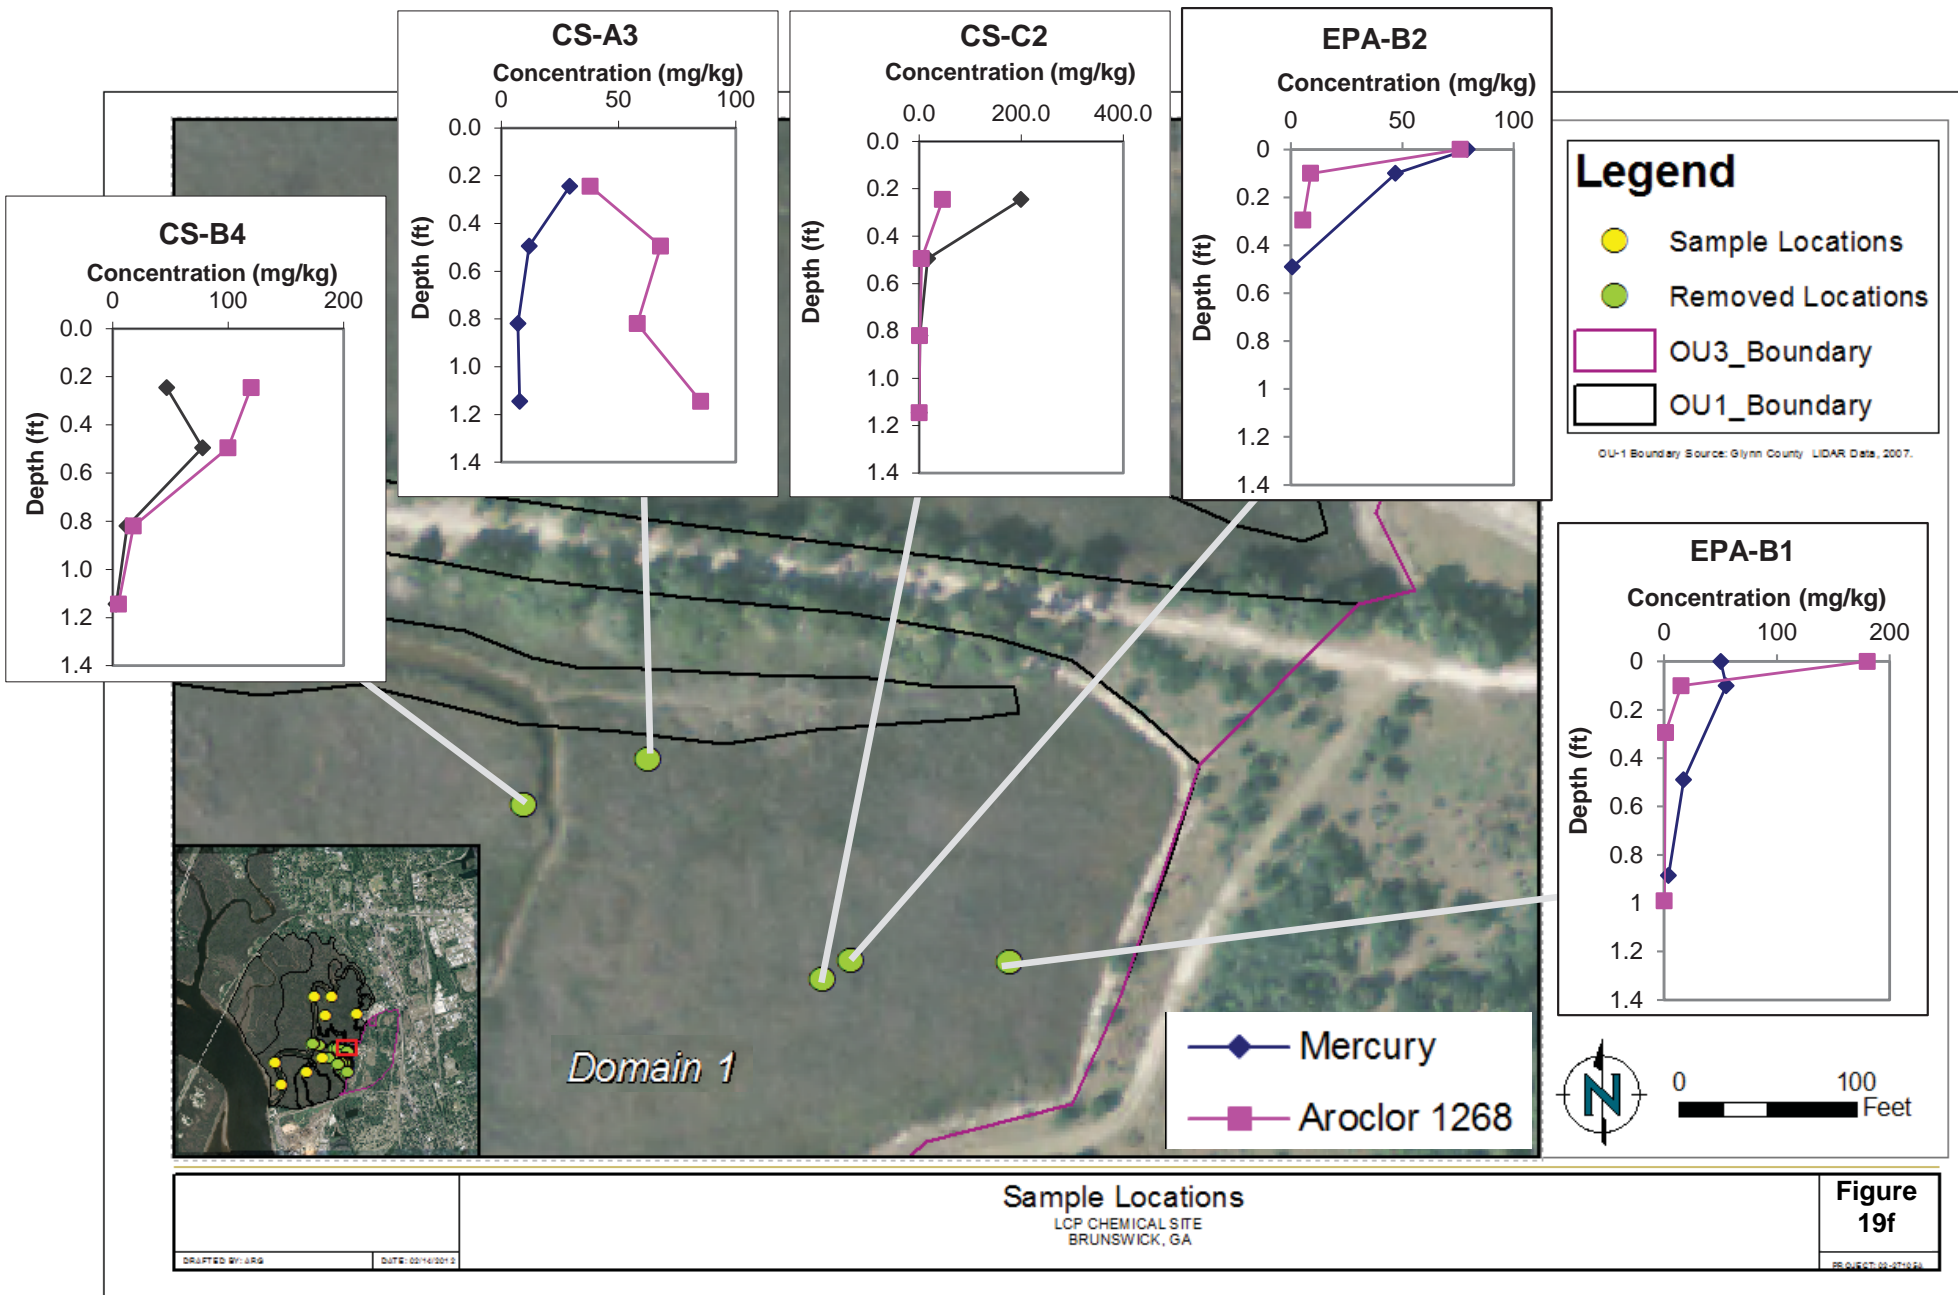 CS-A3
Concentration (mg/kg)
0 50 100
0.0
0.2
0.4
0.6
0.8
1.0
1.2
1.4
Depth (ft)
CS-C2
Concentration (mg/kg)
0.0 200.0 400.0
0.0
0.2
0.4
0.6
0.8
1.0
1.2
1.4
Depth (ft)
EPA-B2
Concentration (mg/kg)
0 50 100
0
0.2
0.4
0.6
0.8
1
1.2
1.4
Depth (ft)
Legend
Sample Locations
Removed Locations
OU3_Boundary
OU1_Boundary
OU-1 Boundary Source: Glynn County LIDAR Data, 2007.
CS-B4
Concentration (mg/kg)
0 100 200
0.0
0.2
0.4
0.6
0.8
1.0
1.2
1.4
Depth (ft)
EPA-B1
Concentration (mg/kg)
0 100 200
0
0.2
0.4
0.6
0.8
1
1.2
1.4
Depth (ft)
Domain 1
Mercury
Aroclor 1268
N
0 100
Feet
Sample Locations
LCP CHEMICAL SITE
BRUNSWICK, GA
Figure
19f
DRAFTED BY: ARG
DATE: 02/14/2012